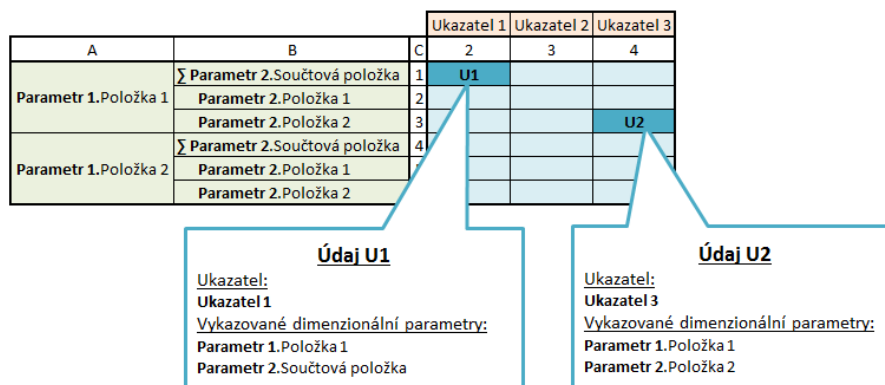 Ukazatel 1 Ukazatel 2 Ukazatel 3
A B C 2 3 4
∑ Parametr 2.Součtová položka 1 U1
Parametr 1.Položka 1 Parametr 2.Položka 1 2
Parametr 2.Položka 2 3 U2
∑ Parametr 2.Součtová položka 4
Parametr 1.Položka 2 Parametr 2.Položka 1
Parametr 2.Položka 2
Údaj U1
Ukazatel:
Ukazatel 1
Vykazované dimenzionální parametry:
Parametr 1.Položka 1
Parametr 2.Součtová položka
Údaj U2
Ukazatel:
Ukazatel 3
Vykazované dimenzionální parametry:
Parametr 1.Položka 1
Parametr 2.Položka 2